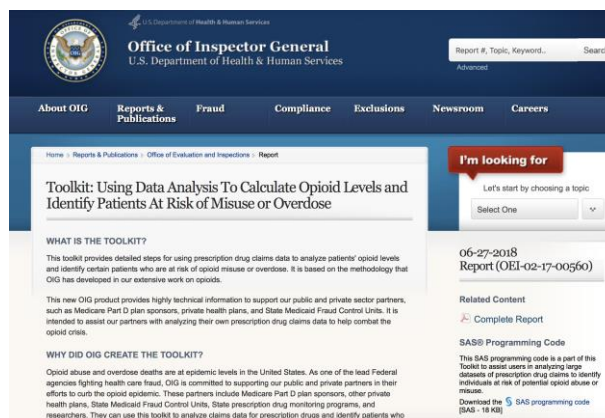 U.S. Department of Health & Human Services
Office of Inspector General
U.S. Department of Health & Human Services
Report #, Topic, Keyword..
Search
Advanced
About OIG
Reports & Publications
Fraud
Compliance
Exclusions
Newsroom
Careers
Home > Reports & Publications > Office of Evaluation and Inspections > Report
Toolkit: Using Data Analysis To Calculate Opioid Levels and
Identify Patients At Risk of Misuse or Overdose
WHAT IS THE TOOLKIT?
This toolkit provides detailed steps for using prescription drug claims data to analyze patients' opioid levels
and identify certain patients who are at risk of opioid misuse or overdose. It is based on the methodology that
OIG has developed in our extensive work on opioids.
This new OIG product provides highly technical information to support our public and private sector partners,
such as Medicare Part D plan sponsors, private health plans, and State Medicaid Fraud Control Units. It is
intended to assist our partners with analyzing their own prescription drug claims data to help combat the
opioid crisis.
WHY DID OIG CREATE THE TOOLKIT?
Opioid abuse and overdose deaths are at epidemic levels in the United States. As one of the lead Federal
agencies fighting health care fraud, OIG is committed to supporting our public and private partners in their
efforts to curb the opioid epidemic. These partners include Medicare Part D plan sponsors, other private
health plans, State Medicaid Fraud Control Units, State prescription drug monitoring programs, and
researchers. They can use this toolkit to analyze claims data for prescription drugs and identify patients who
I'm looking for
Let's start by choosing a topic
Select One
06-27-2018
Report (OEI-02-17-00560)
Related Content
Complete Report
SAS® Programming Code
This SAS programming code is a part of this
Toolkit to assist users in analyzing large
datasets of prescription drug claims to identify
individuals at risk of potential opioid abuse or
misuse.
Download the SAS programming code
[SAS - 18 KB]